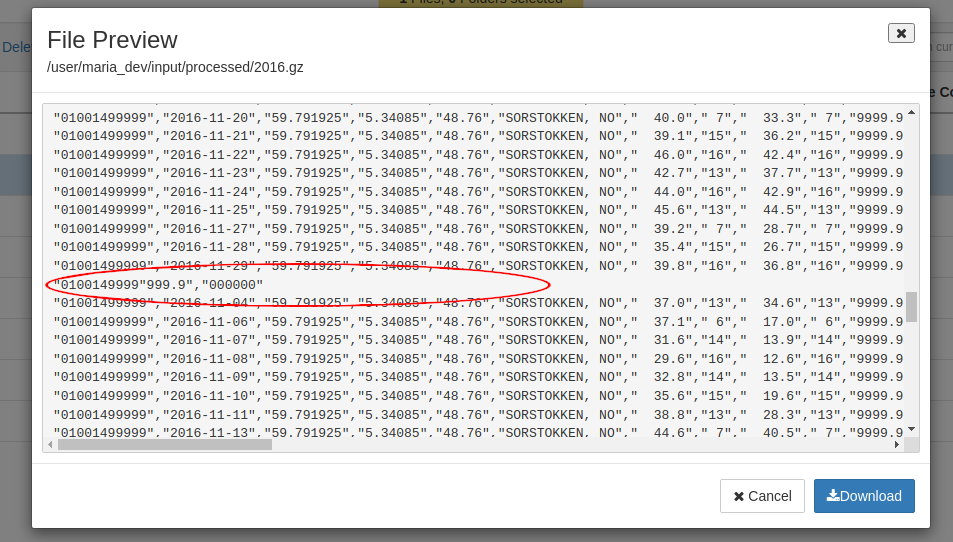 1 Files, 0 Folders selected
Dele
File Preview
/user/maria_dev/input/processed/2016.gz
"01001499999","2016-11-20","59.791925","5.34085","48.76","SORSTOKKEN, NO","  40.0"," 7","  33.3"," 7","9999.9
"01001499999","2016-11-21","59.791925","5.34085","48.76","SORSTOKKEN, NO","  39.1","15","  36.2","15","9999.9
"01001499999","2016-11-22","59.791925","5.34085","48.76","SORSTOKKEN, NO","  46.0","16","  42.4","16","9999.9
"01001499999","2016-11-23","59.791925","5.34085","48.76","SORSTOKKEN, NO","  42.7","13","  37.7","13","9999.9
"01001499999","2016-11-24","59.791925","5.34085","48.76","SORSTOKKEN, NO","  44.0","16","  42.9","16","9999.9
"01001499999","2016-11-25","59.791925","5.34085","48.76","SORSTOKKEN, NO","  45.6","13","  44.5","13","9999.9
"01001499999","2016-11-27","59.791925","5.34085","48.76","SORSTOKKEN, NO","  39.2"," 7","  28.7"," 7","9999.9
"01001499999","2016-11-28","59.791925","5.34085","48.76","SORSTOKKEN, NO","  35.4","15","  26.7","15","9999.9
"01001499999","2016-11-29","59.791925","5.34085","48.76","SORSTOKKEN, NO","  39.8","16","  36.8","16","9999.9
"0100149999"999.9","000000"
"01001499999","2016-11-04","59.791925","5.34085","48.76","SORSTOKKEN, NO","  37.0","13","  34.6","13","9999.9
"01001499999","2016-11-06","59.791925","5.34085","48.76","SORSTOKKEN, NO","  37.1"," 6","  17.0"," 6","9999.9
"01001499999","2016-11-07","59.791925","5.34085","48.76","SORSTOKKEN, NO","  31.6","14","  13.9","14","9999.9
"01001499999","2016-11-08","59.791925","5.34085","48.76","SORSTOKKEN, NO","  29.6","16","  12.6","16","9999.9
"01001499999","2016-11-09","59.791925","5.34085","48.76","SORSTOKKEN, NO","  32.8","14","  13.5","14","9999.9
"01001499999","2016-11-10","59.791925","5.34085","48.76","SORSTOKKEN, NO","  35.6","15","  19.6","15","9999.9
"01001499999","2016-11-11","59.791925","5.34085","48.76","SORSTOKKEN, NO","  38.8","13","  28.3","13","9999.9
"01001499999","2016-11-13","59.791925","5.34085","48.76","SORSTOKKEN, NO","  44.6"," 7","  40.5"," 7","9999.9
Cancel
Download
cur
e Co